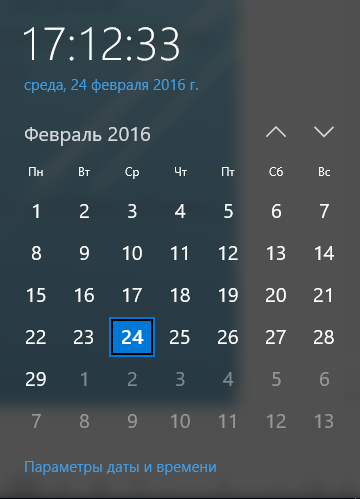 17:12:33
среда, 24 февраля 2016 г.
Февраль 2016
Пн Вт Ср Чт Пт Сб Вс
1 2 3 4 5 6 7
8 9 10 11 12 13 14
15 16 17 18 19 20 21
22 23 24 25 26 27 28
29 1 2 3 4 5 6
7 8 9 10 11 12 13
Параметры даты и времени